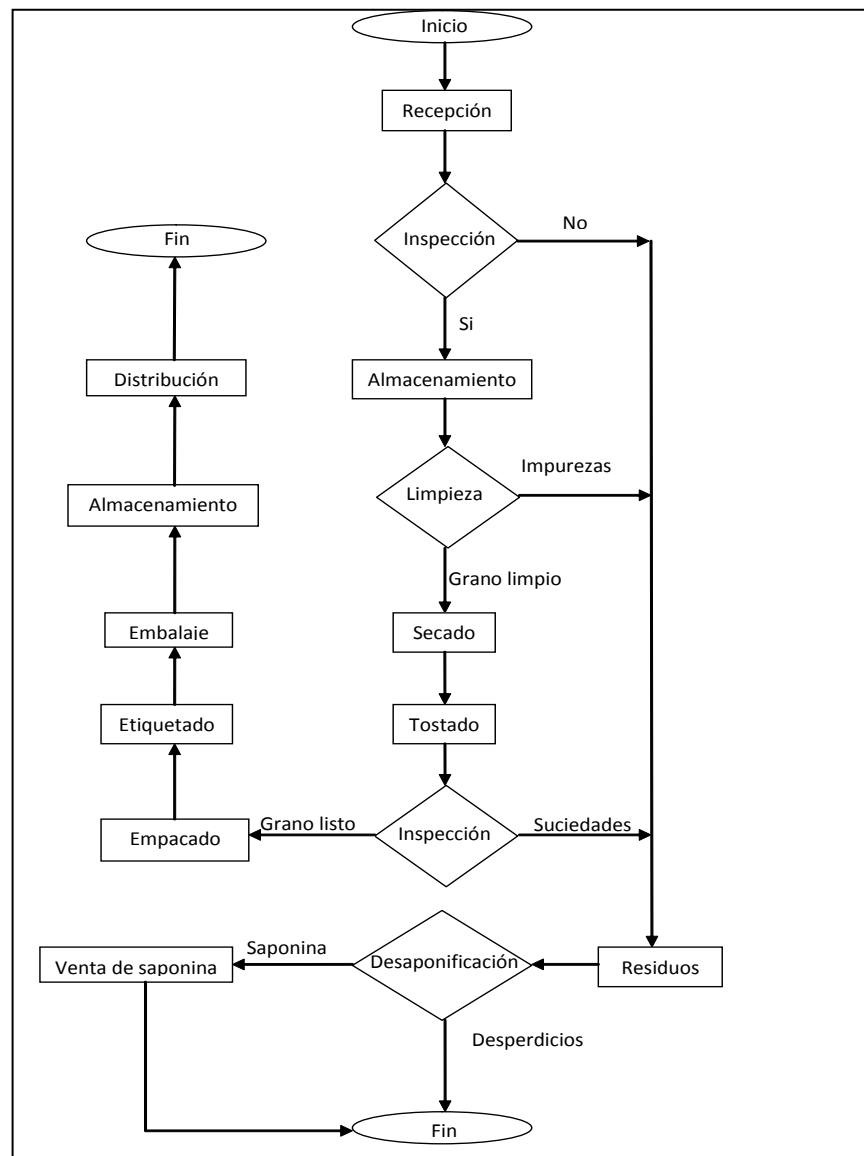 Inicio
Recepción
Inspección
No
Fin
Si
Distribución
Almacenamiento
Impurezas
Limpieza
Almacenamiento
Grano limpio
Embalaje
Secado
Etiquetado
Tostado
Grano listo
Inspección
Suciedades
Empacado
Saponina
Venta de saponina
Desaponificación
Residuos
Desperdicios
Fin